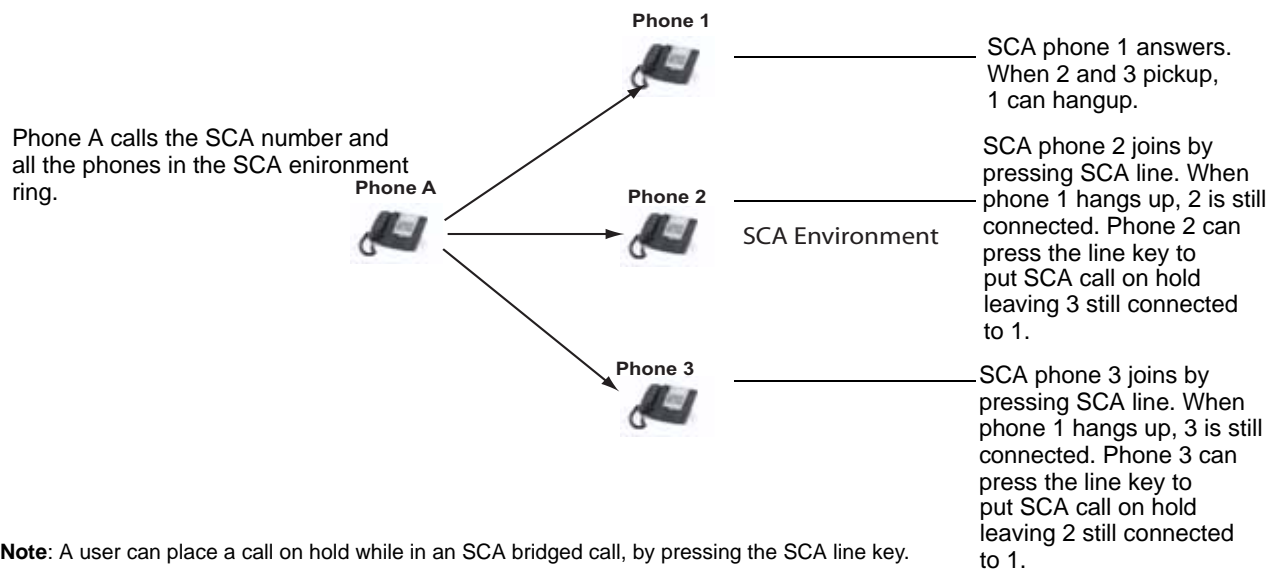 Phone A calls the SCA number and
all the phones in the SCA enironment
ring.
Phone A
Phone 1
SCA phone 1 answers.
When 2 and 3 pickup,
1 can hangup.
Phone 2
SCA Environment
SCA phone 2 joins by
pressing SCA line. When
phone 1 hangs up, 2 is still
connected. Phone 2 can
press the line key to
put SCA call on hold
leaving 3 still connected
to 1.
Phone 3
SCA phone 3 joins by
pressing SCA line. When
phone 1 hangs up, 3 is still
connected. Phone 3 can
press the line key to
put SCA call on hold
leaving 2 still connected
to 1.
Note: A user can place a call on hold while in an SCA bridged call, by pressing the SCA line key.